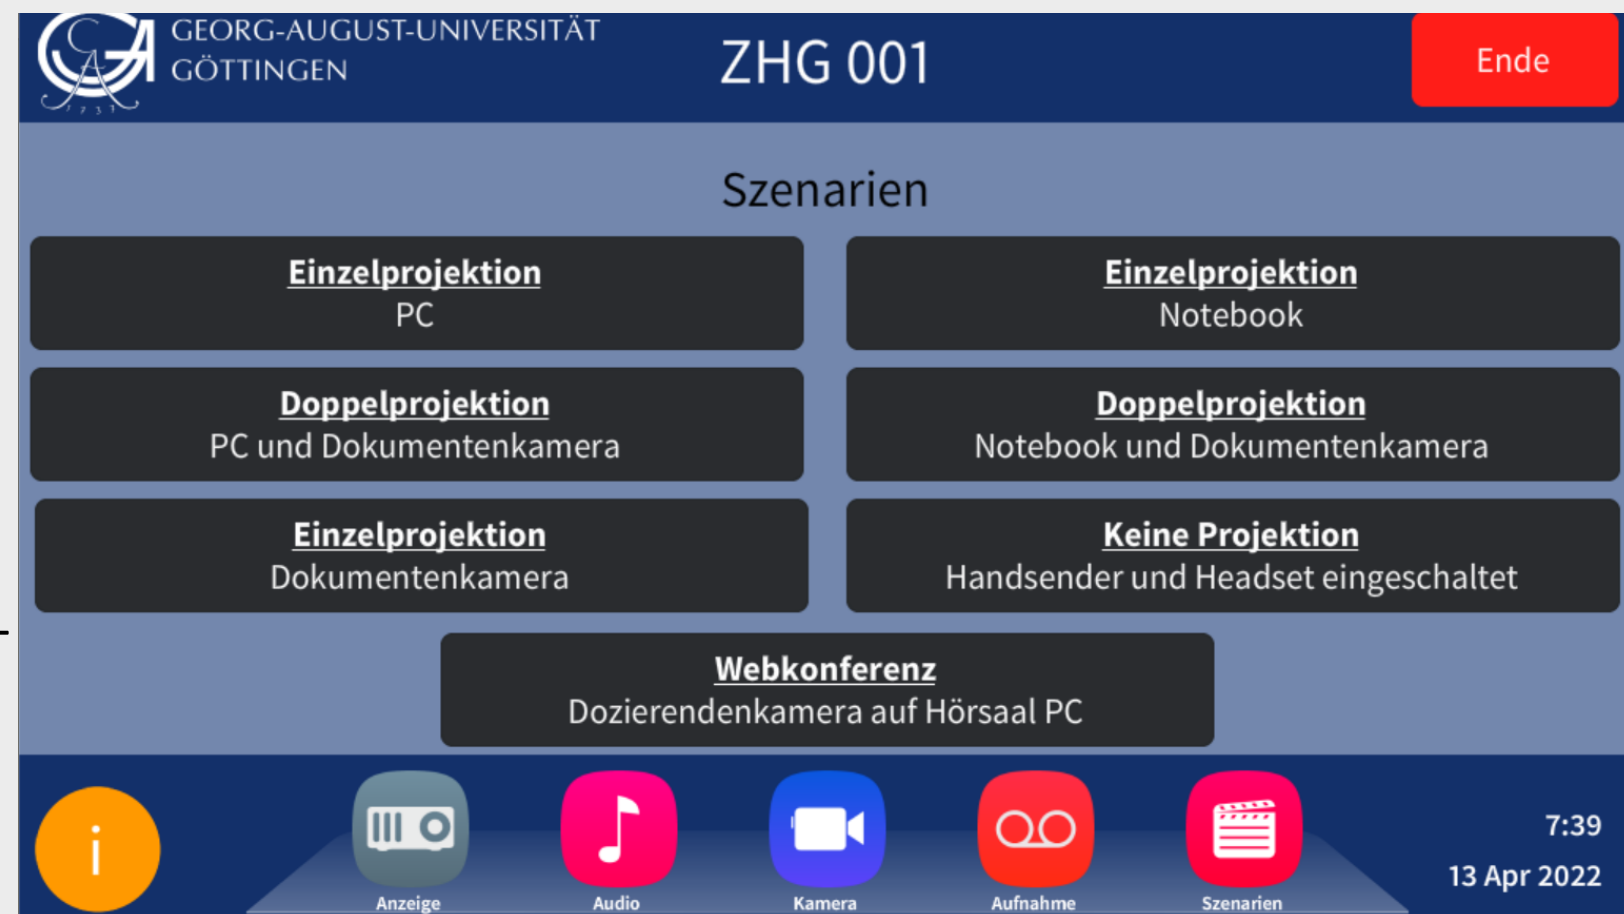 GEORG-AUGUST-UNIVERSITÄT
GÖTTINGEN
1737
ZHG 001
Ende
Szenarien
Einzelprojektion
PC
Einzelprojektion
Notebook
Doppelprojektion
PC und Dokumentenkamera
Doppelprojektion
Notebook und Dokumentenkamera
Einzelprojektion
Dokumentenkamera
Keine Projektion
Handsender und Headset eingeschaltet
Webkonferenz
Dozierendenkamera auf Hörsaal PC
i
Anzeige
Audio
Kamera
Aufnahme
Szenarien
7:39
13 Apr 2022